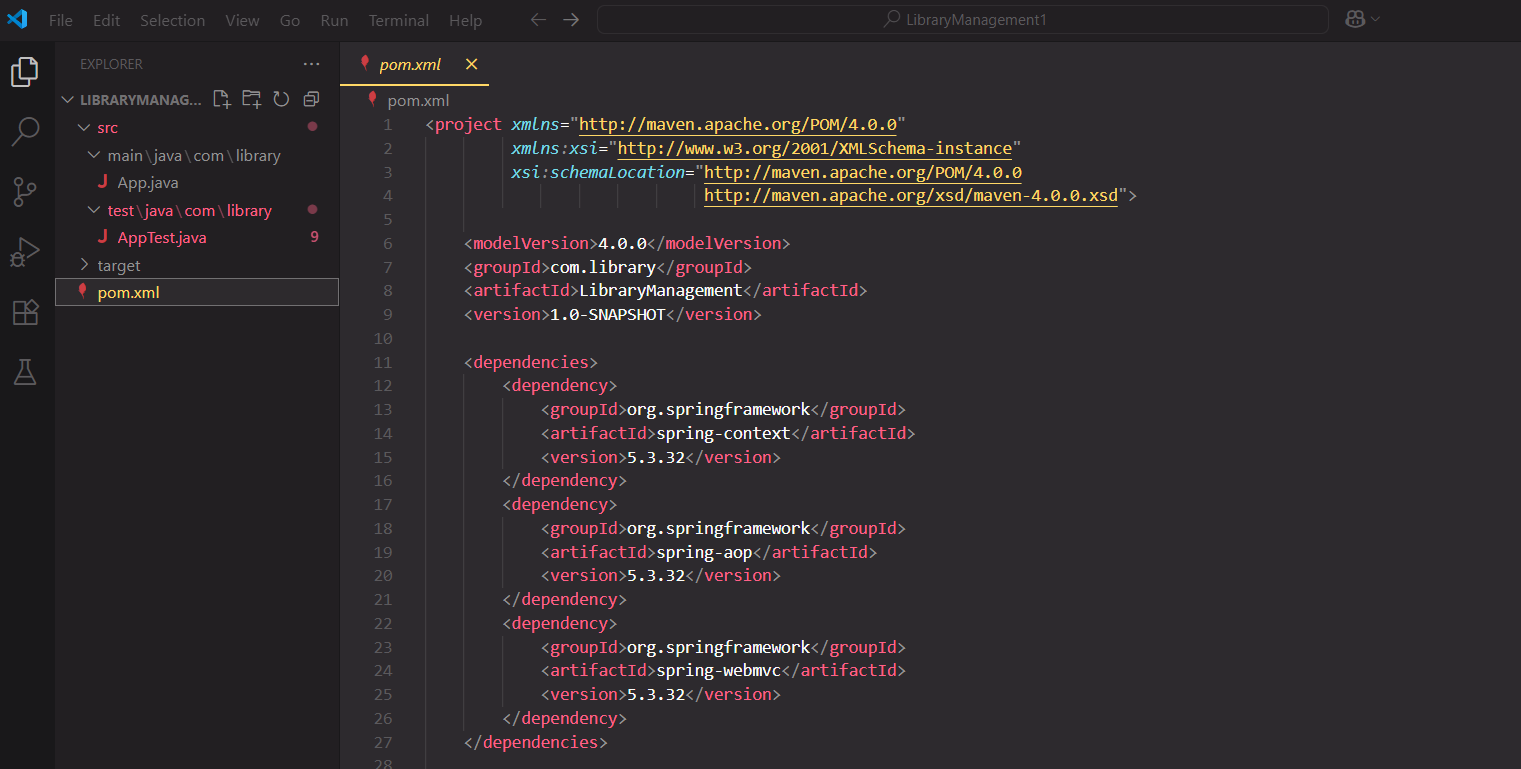 File Edit Selection View Go Run Terminal Help LibraryManagement1
EXPLORER
LIBRARYMANAG...
src
main\java\com\library
J App.java
test\java\com\library
J AppTest.java 9
target
pom.xml
pom.xml
pom.xml
1 <project xmlns="http://maven.apache.org/POM/4.0.0"
2 xmlns:xsi="http://www.w3.org/2001/XMLSchema-instance"
3 xsi:schemaLocation="http://maven.apache.org/POM/4.0.0
4 http://maven.apache.org/xsd/maven-4.0.0.xsd">
5
6 <modelVersion>4.0.0</modelVersion>
7 <groupId>com.library</groupId>
8 <artifactId>LibraryManagement</artifactId>
9 <version>1.0-SNAPSHOT</version>
10
11 <dependencies>
12 <dependency>
13 <groupId>org.springframework</groupId>
14 <artifactId>spring-context</artifactId>
15 <version>5.3.32</version>
16 </dependency>
17 <dependency>
18 <groupId>org.springframework</groupId>
19 <artifactId>spring-aop</artifactId>
20 <version>5.3.32</version>
21 </dependency>
22 <dependency>
23 <groupId>org.springframework</groupId>
24 <artifactId>spring-webmvc</artifactId>
25 <version>5.3.32</version>
26 </dependency>
27 </dependencies>
28